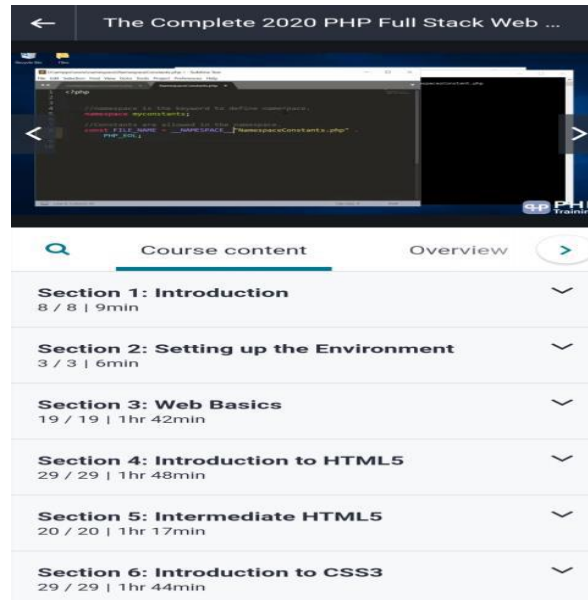 The Complete 2020 PHP Full Stack Web ...
<?php
//namespace is the keyword to define namespace.
namespace myconstants;
//Constants are allowed in the namespace.
const FILE_NAME = __NAMESPACE__."NamespaceConstants.php" .
PHP_EOL;
PHP
Training
Course content
Overview
Section 1: Introduction
8 / 8 | 9min
Section 2: Setting up the Environment
3 / 3 | 6min
Section 3: Web Basics
19 / 19 | 1hr 42min
Section 4: Introduction to HTML5
29 / 29 | 1hr 48min
Section 5: Intermediate HTML5
20 / 20 | 1hr 17min
Section 6: Introduction to CSS3
29 / 29 | 1hr 44min